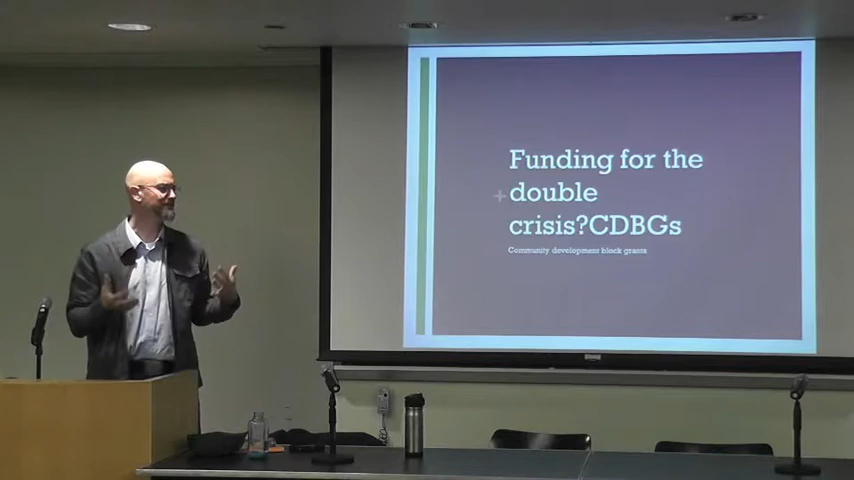 Funding for the
+double
crisis?CDBGs
Community development block grants